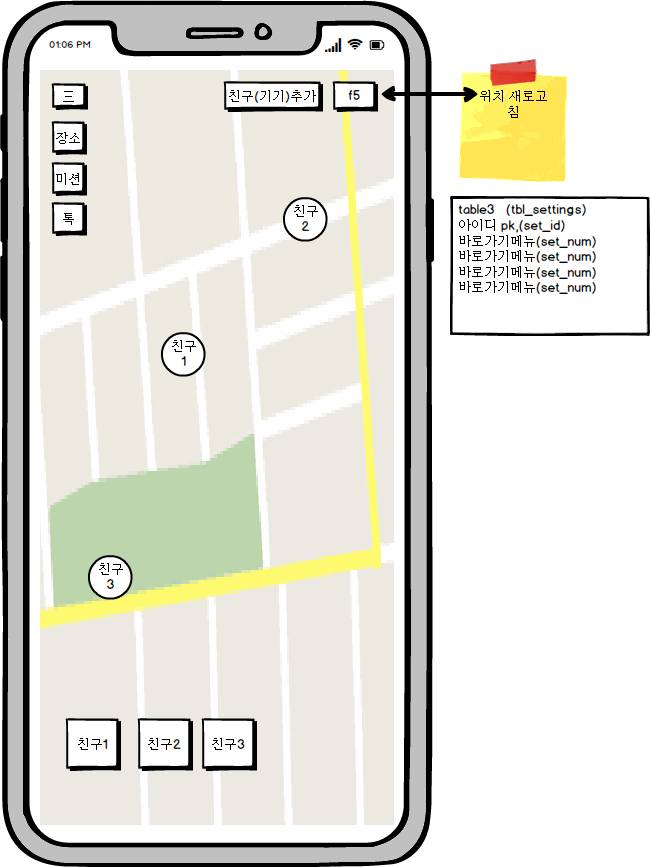 01:06 PM
三
친구(기기)추가
f5
위치 새로고
침
장소
미션
톡
친구
2
table3 (tbl_settings)
아이디 pk,(set_id)
바로가기메뉴(set_num)
바로가기메뉴(set_num)
바로가기메뉴(set_num)
바로가기메뉴(set_num)
친구
1
친구
3
친구1
친구2
친구3